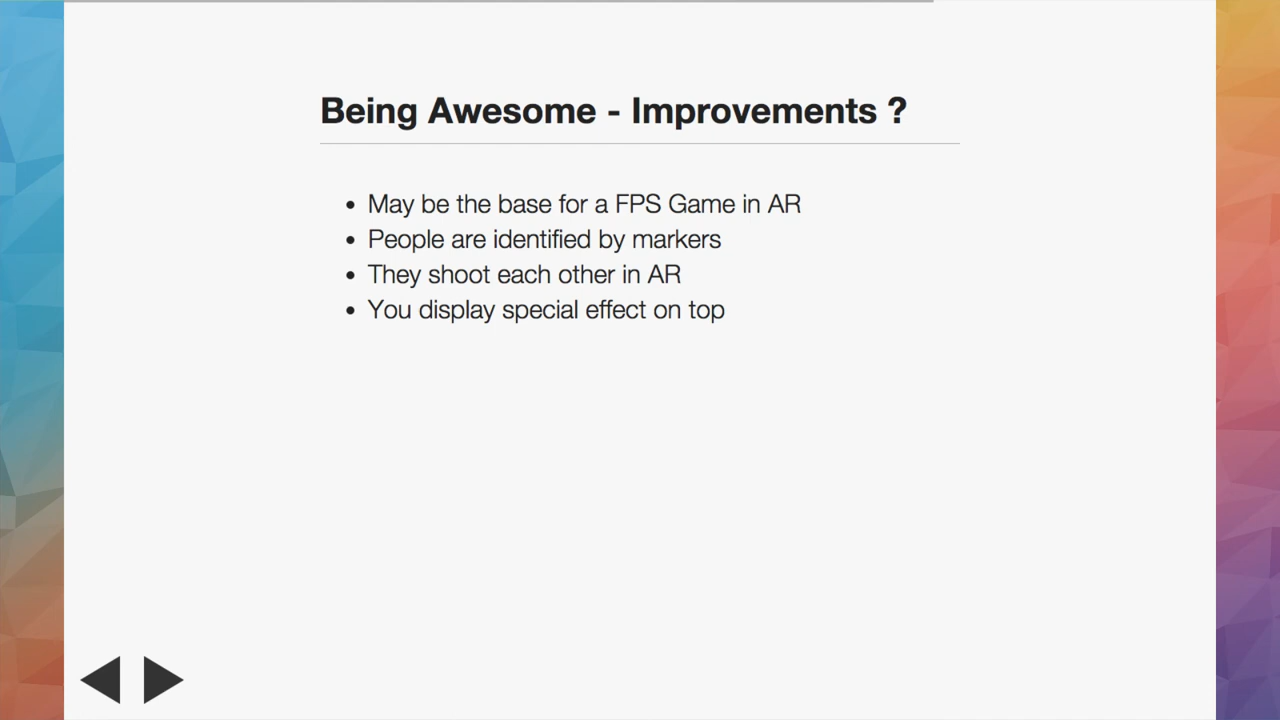 Being Awesome - Improvements ?
May be the base for a FPS Game in AR
People are identified by markers
They shoot each other in AR
You display special effect on top